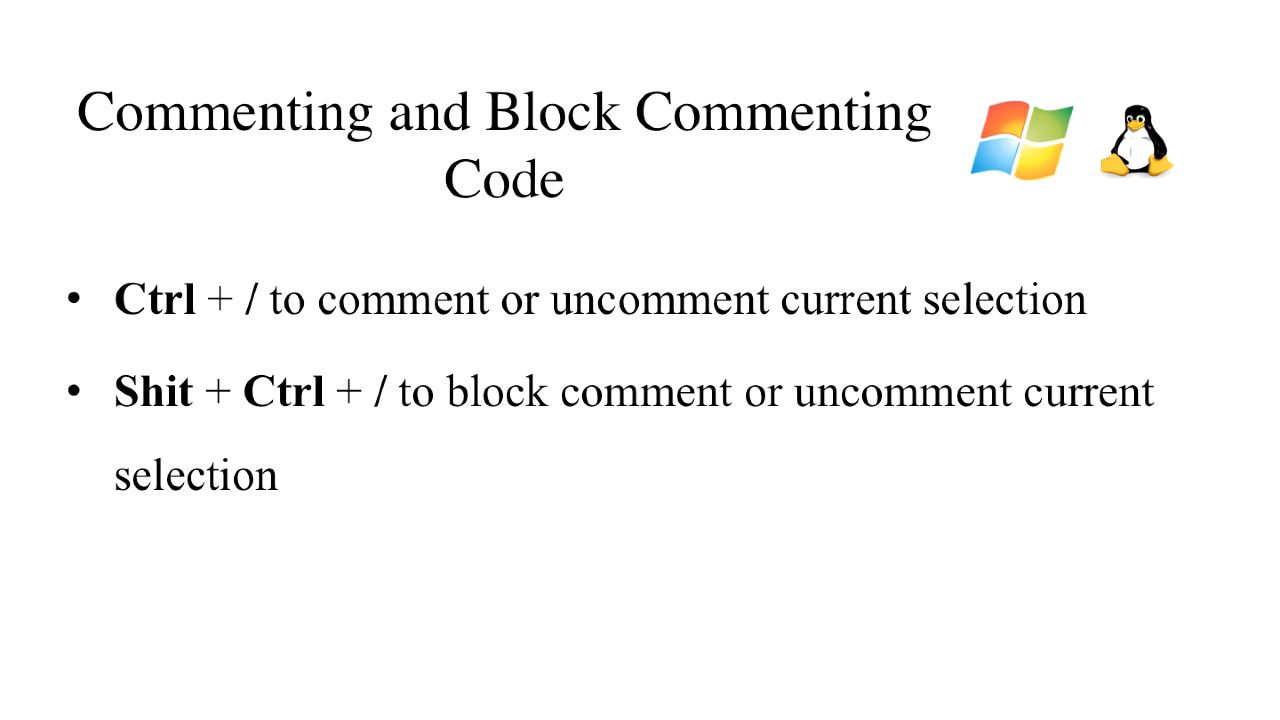 Commenting and Block Commenting
Code
• Ctrl + / to comment or uncomment current selection
• Shit + Ctrl + / to block comment or uncomment current
selection